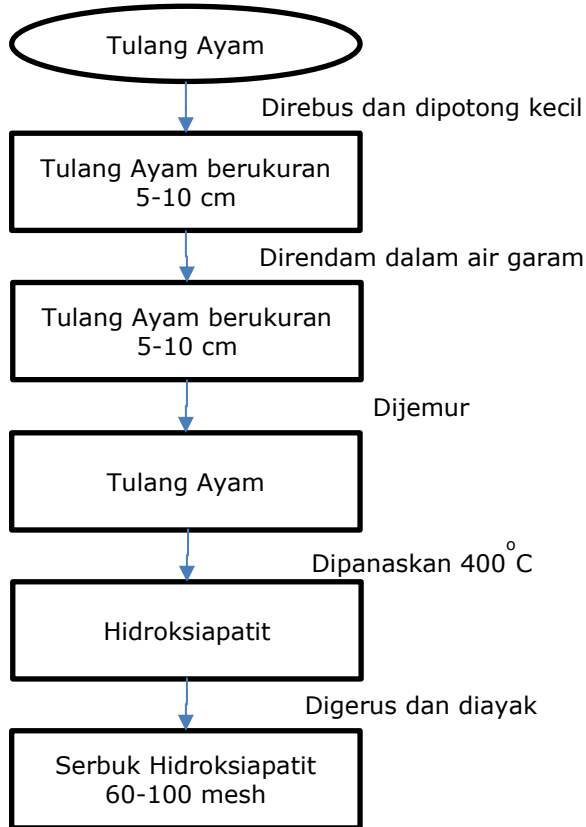 Tulang Ayam
Direbus dan dipotong kecil
Tulang Ayam berukuran
5-10 cm
Direndam dalam air garam
Tulang Ayam berukuran
5-10 cm
Dijemur
Tulang Ayam
Dipanaskan 400°C
Hidroksiapatit
Digerus dan diayak
Serbuk Hidroksiapatit
60-100 mesh